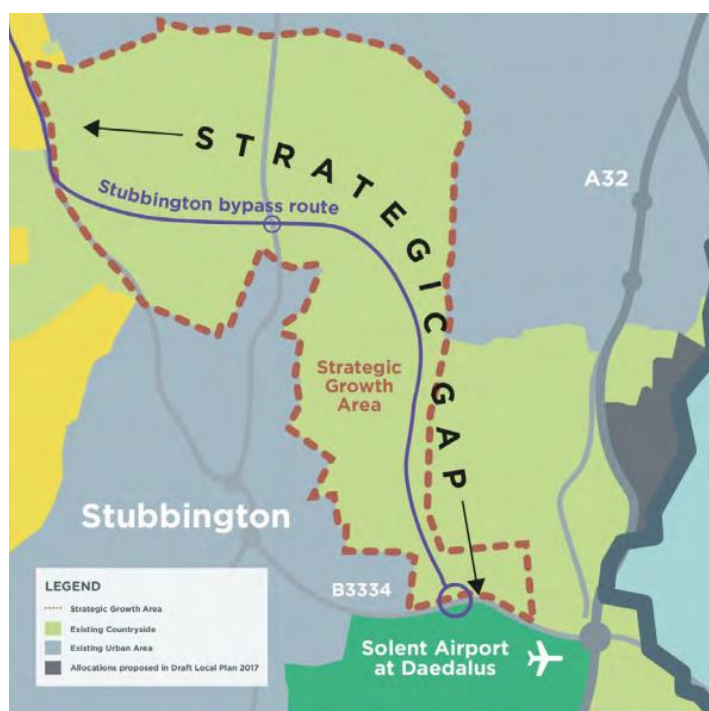 STRATEGIC GAP
A32
Stubbington bypass route
Strategic
Growth
Area
Stubbington
B3334
Solent Airport
at Daedalus
LEGEND
Strategic Growth Area
Existing Countryside
Existing Urban Area
Allocations proposed in Draft Local Plan 2017